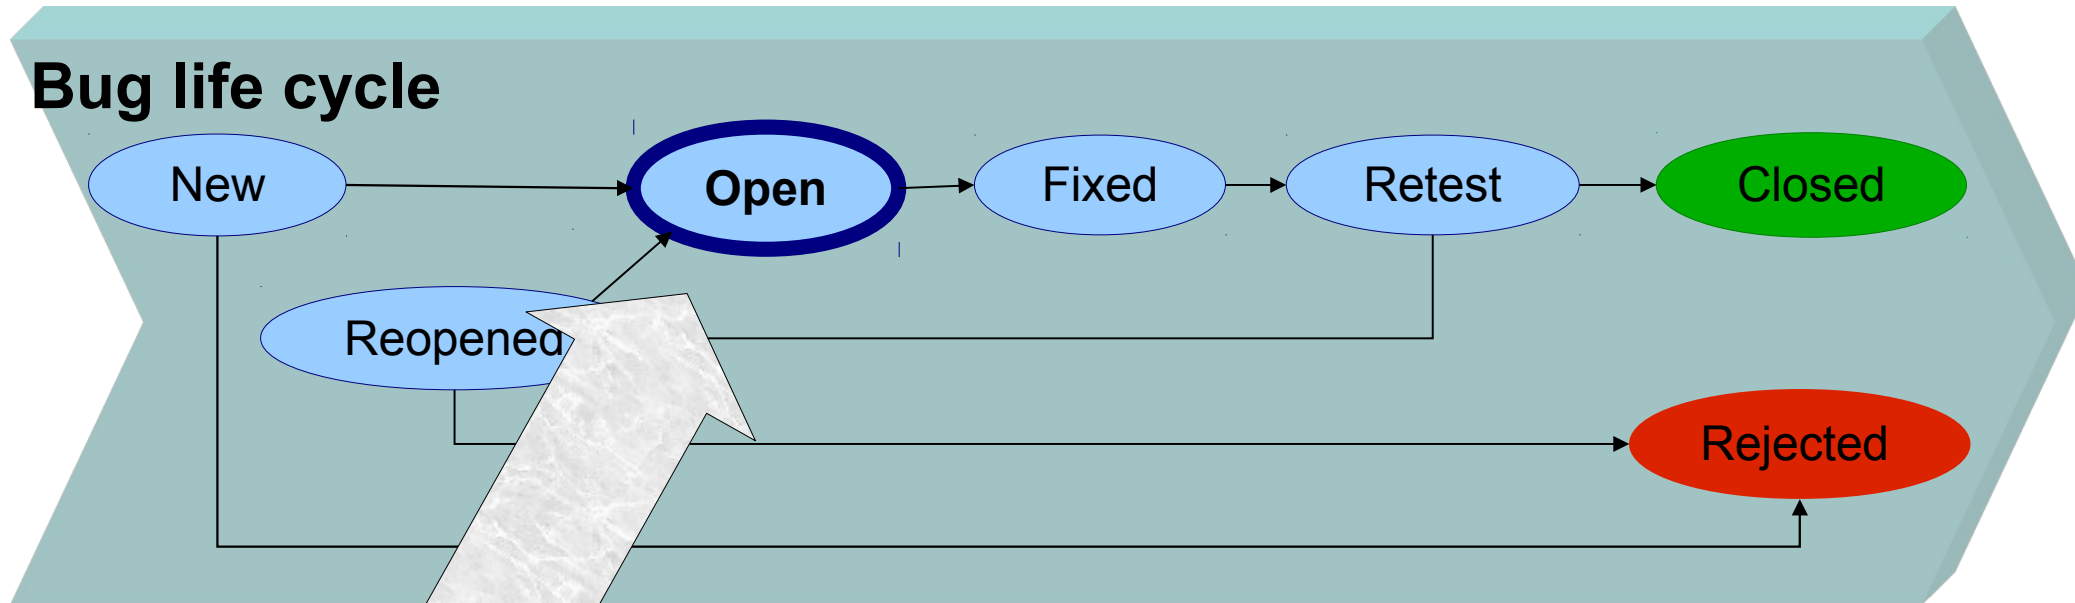 Bug life cycle
New
Open
Fixed
Retest
Closed
Reopened
Rejected